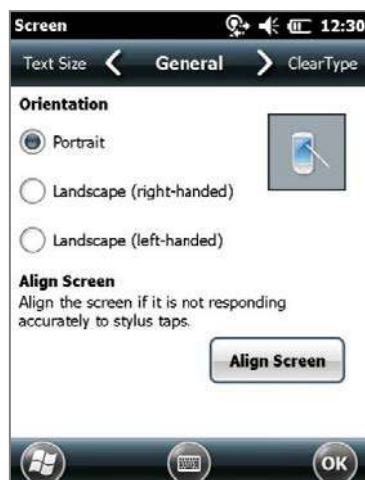 Screen 12:30
Text Size General ClearType
Orientation
Portrait
Landscape (right-handed)
Landscape (left-handed)
Align Screen
Align the screen if it is not responding
accurately to stylus taps.
Align Screen
OK